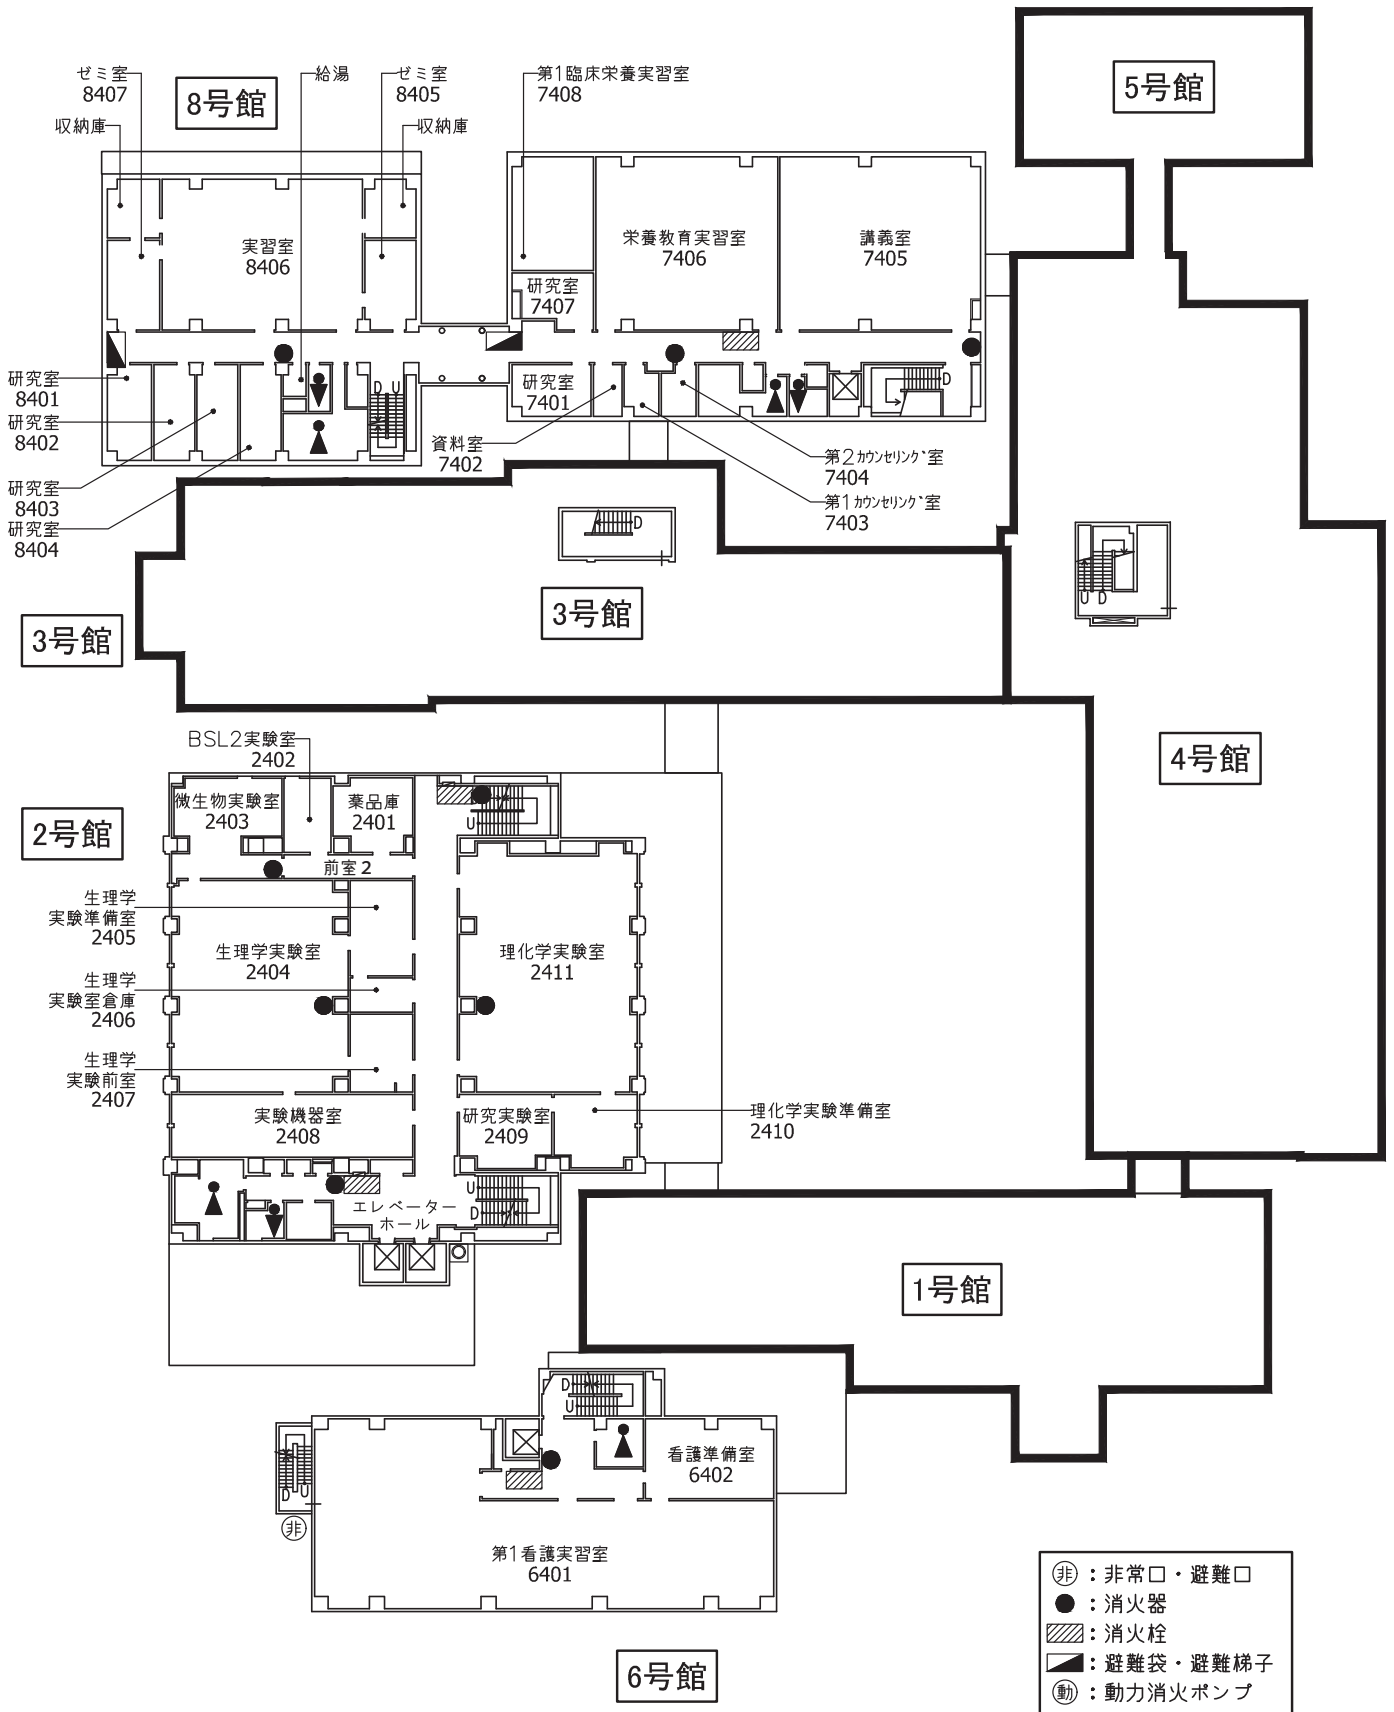 ゼミ室
8407
収納庫
8号館
給湯
ゼミ室
8405
収納庫
第1臨床栄養実習室
7408
5号館
実習室
8406
栄養教育実習室
7406
講義室
7405
研究室
7407
研究室
8401
研究室
8402
研究室
8403
研究室
8404
D U
研究室
7401
資料室
7402
D
第2カウンセリング室
7404
第1カウンセリング室
7403
D
3号館
3号館
U D
4号館
BSL2実験室
2402
微生物実験室
2403
薬品庫
2401
U
2号館
前室2
生理学
実験準備室
2405
生理学実験室
2404
理化学実験室
2411
生理学
実験室倉庫
2406
生理学
実験前室
2407
実験機器室
2408
研究実験室
2409
理化学実験準備室
2410
エレベーター
ホール
U
D
1号館
D
U
看護準備室
6402
D U
非
第1看護実習室
6401
6号館
非:非常口・避難口
●:消火器
:消火栓
:避難袋・避難梯子
動:動力消火ポンプ